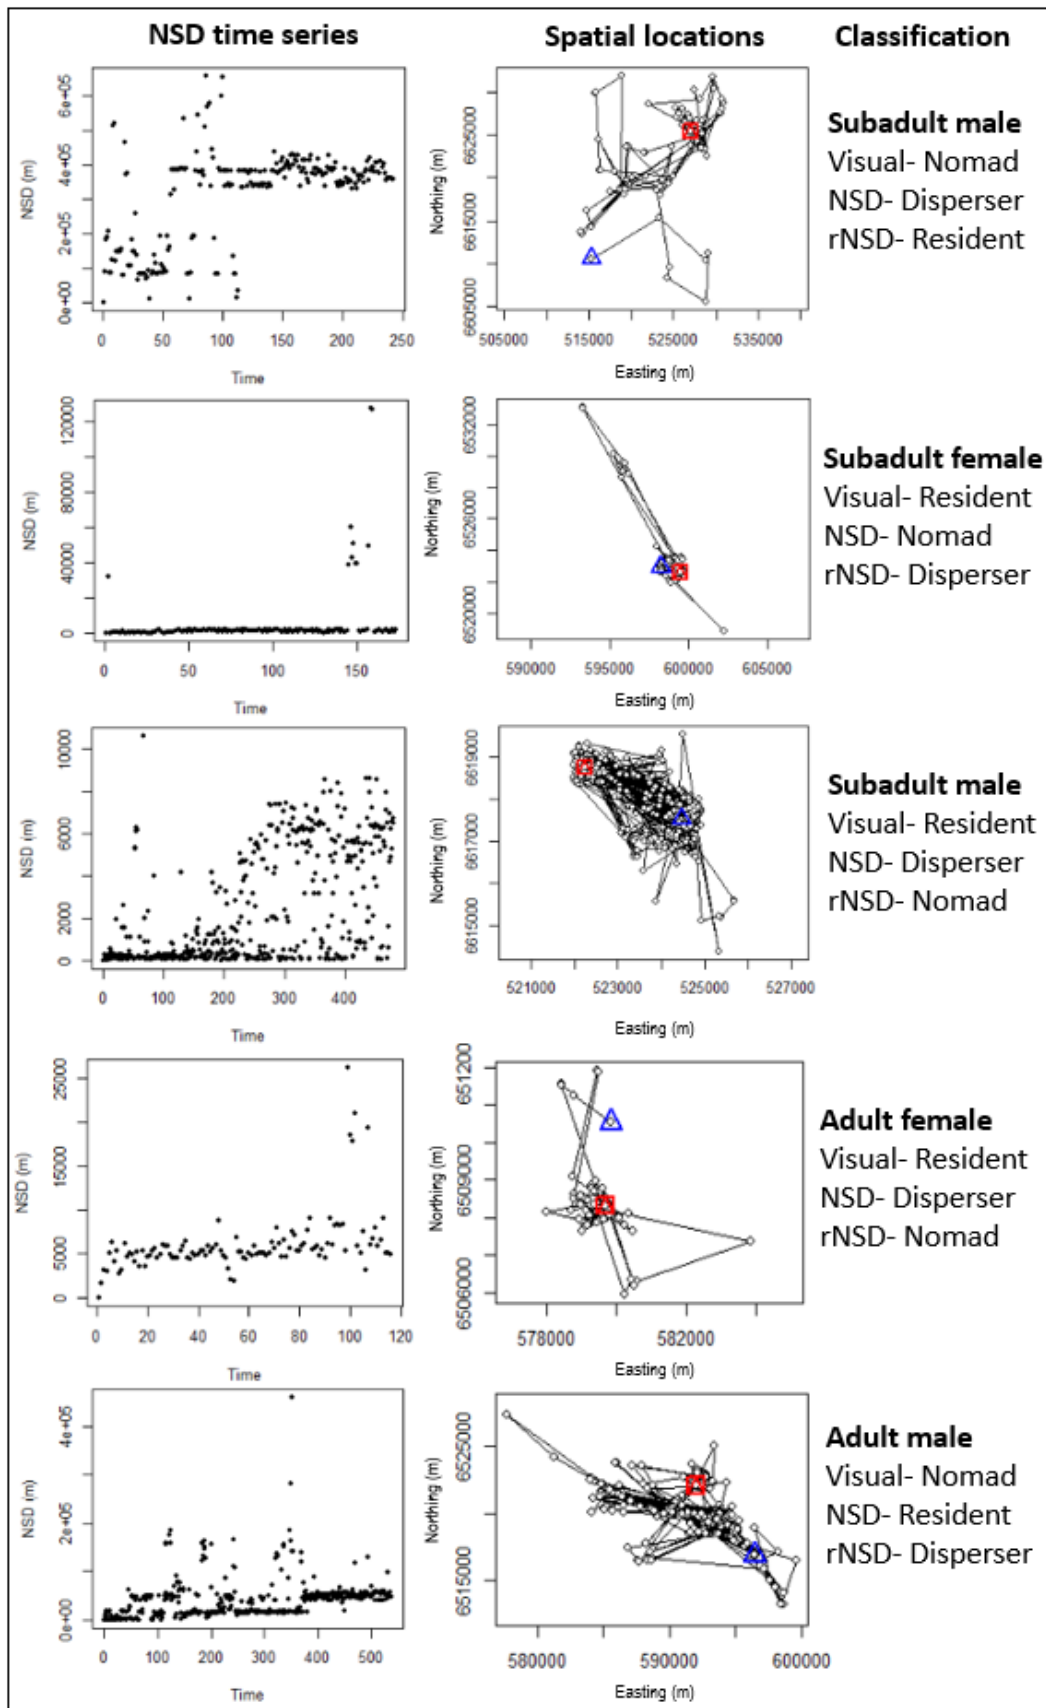 NSD time series Spatial locations Classification
NSD (m)
0e+00 2e+05 4e+05 6e+05
0 50 100 150 200 250
Time
Northing (m)
6605000 6615000 6625000
505000 515000 525000 535000
Easting (m)
Subadult male
Visual- Nomad
NSD- Disperser
rNSD- Resident
NSD (m)
0 40000 80000 120000
0 50 100 150
Time
Northing (m)
6520000 6526000 6532000
590000 595000 600000 605000
Easting (m)
Subadult female
Visual- Resident
NSD- Nomad
rNSD- Disperser
NSD (m)
0 2000 6000 10000
0 100 200 300 400
Time
Northing (m)
6615000 6617000 6619000
521000 523000 525000 527000
Easting (m)
Subadult male
Visual- Resident
NSD- Disperser
rNSD- Nomad
NSD (m)
0 5000 15000 25000
0 20 40 60 80 100 120
Time
Northing (m)
6506000 6509000 651200
578000 582000
Easting (m)
Adult female
Visual- Resident
NSD- Disperser
rNSD- Nomad
NSD (m)
0e+00 2e+05 4e+05
0 100 200 300 400 500
Time
Northing (m)
6515000 6525000
580000 590000 600000
Easting (m)
Adult male
Visual- Nomad
NSD- Resident
rNSD- Disperser